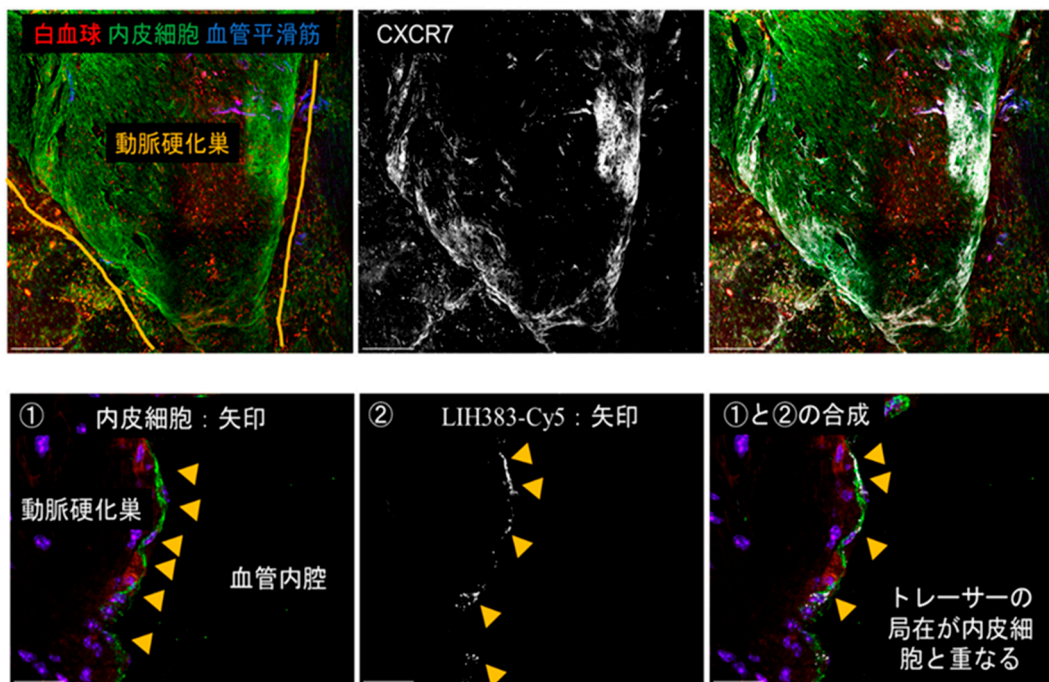 白血球 内皮細胞 血管平滑筋
動脈硬化巣
CXCR7
① 内皮細胞：矢印
動脈硬化巣
血管内腔
② LIH383-Cy5：矢印
①と②の合成
トレーサーの
局在が内皮細
胞と重なる